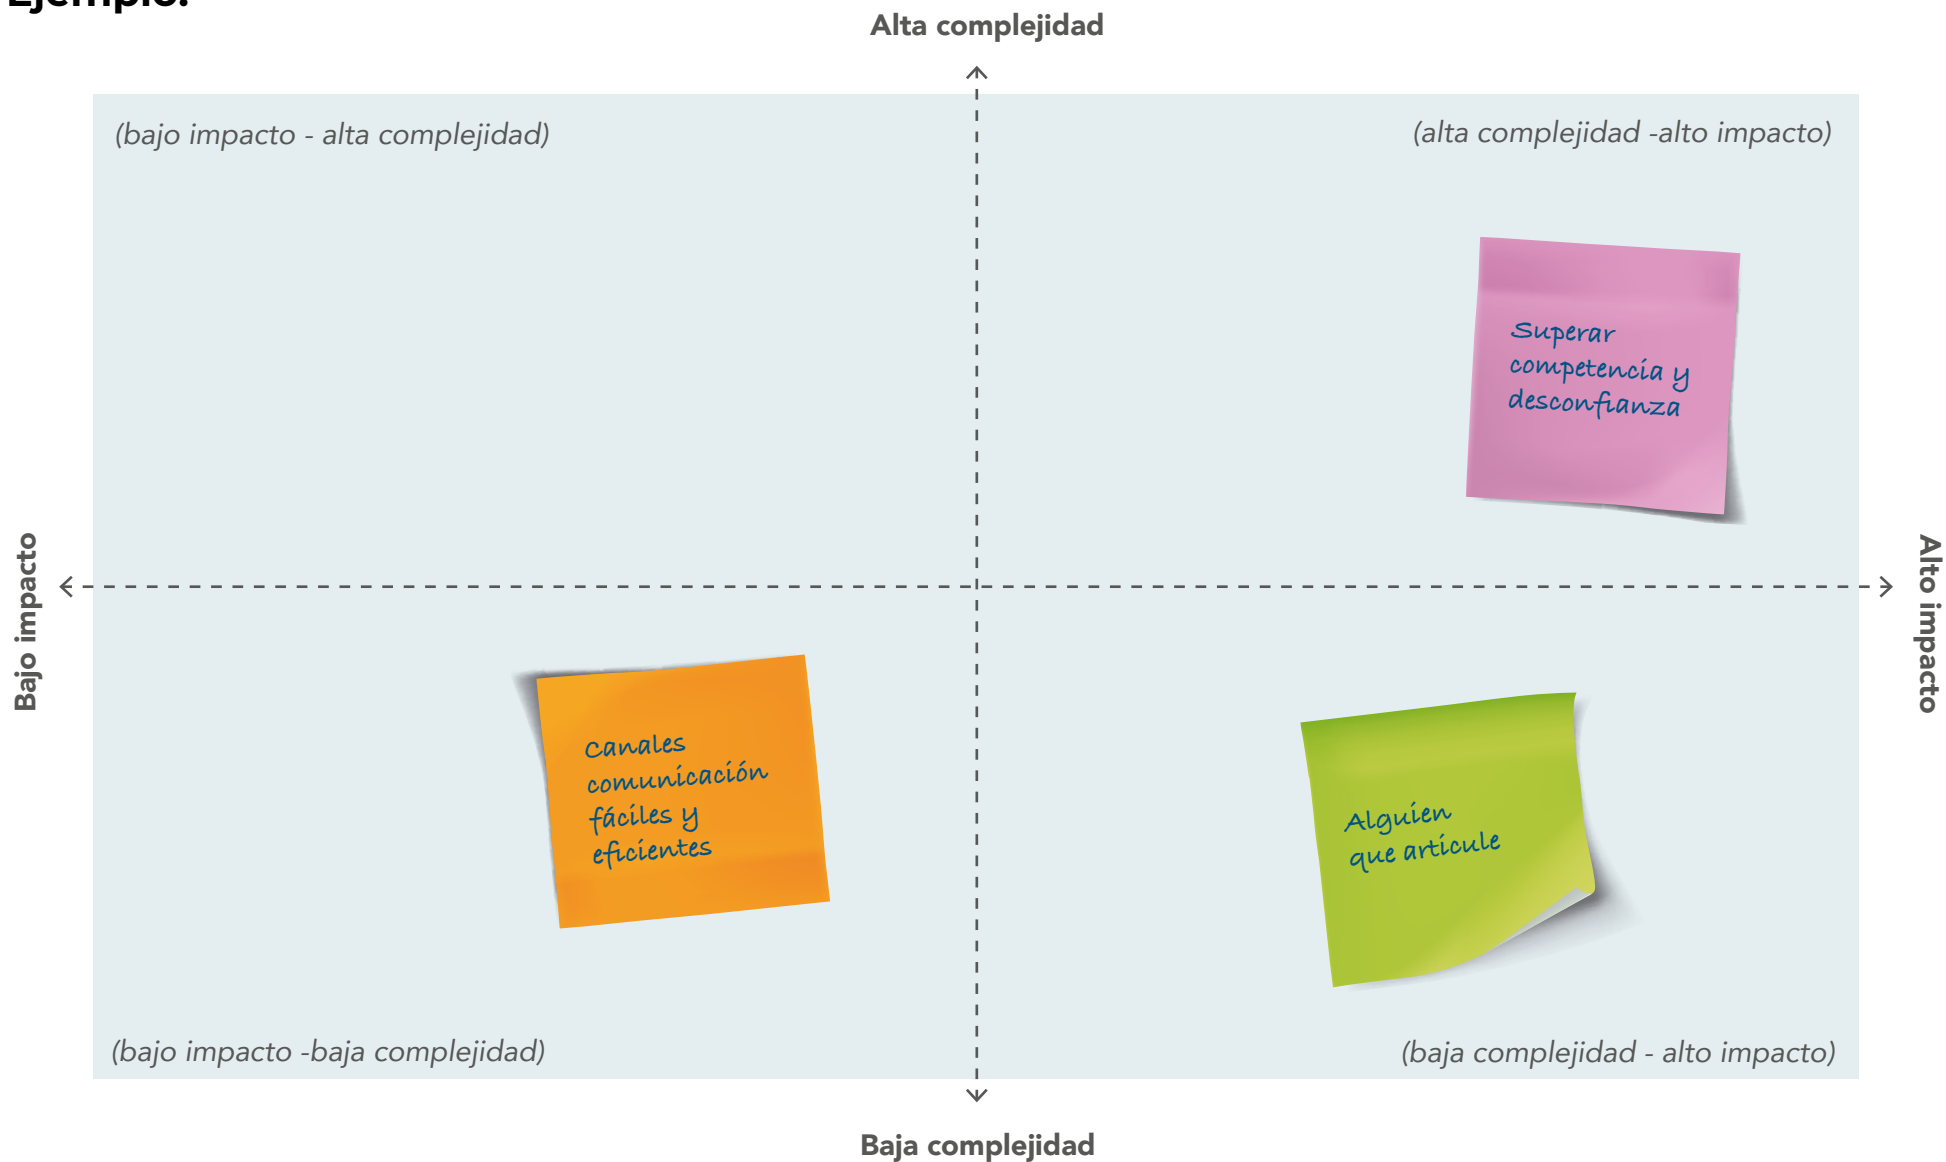 Ejemplo:
Alta complejidad
(bajo impacto - alta complejidad)
(alta complejidad -alto impacto)
Superar
competencia y
desconfianza
Bajo impacto
Alto impacto
Canales
comunicación
fáciles y
eficientes
Alguien
que articule
(bajo impacto -baja complejidad)
(baja complejidad - alto impacto)
Baja complejidad